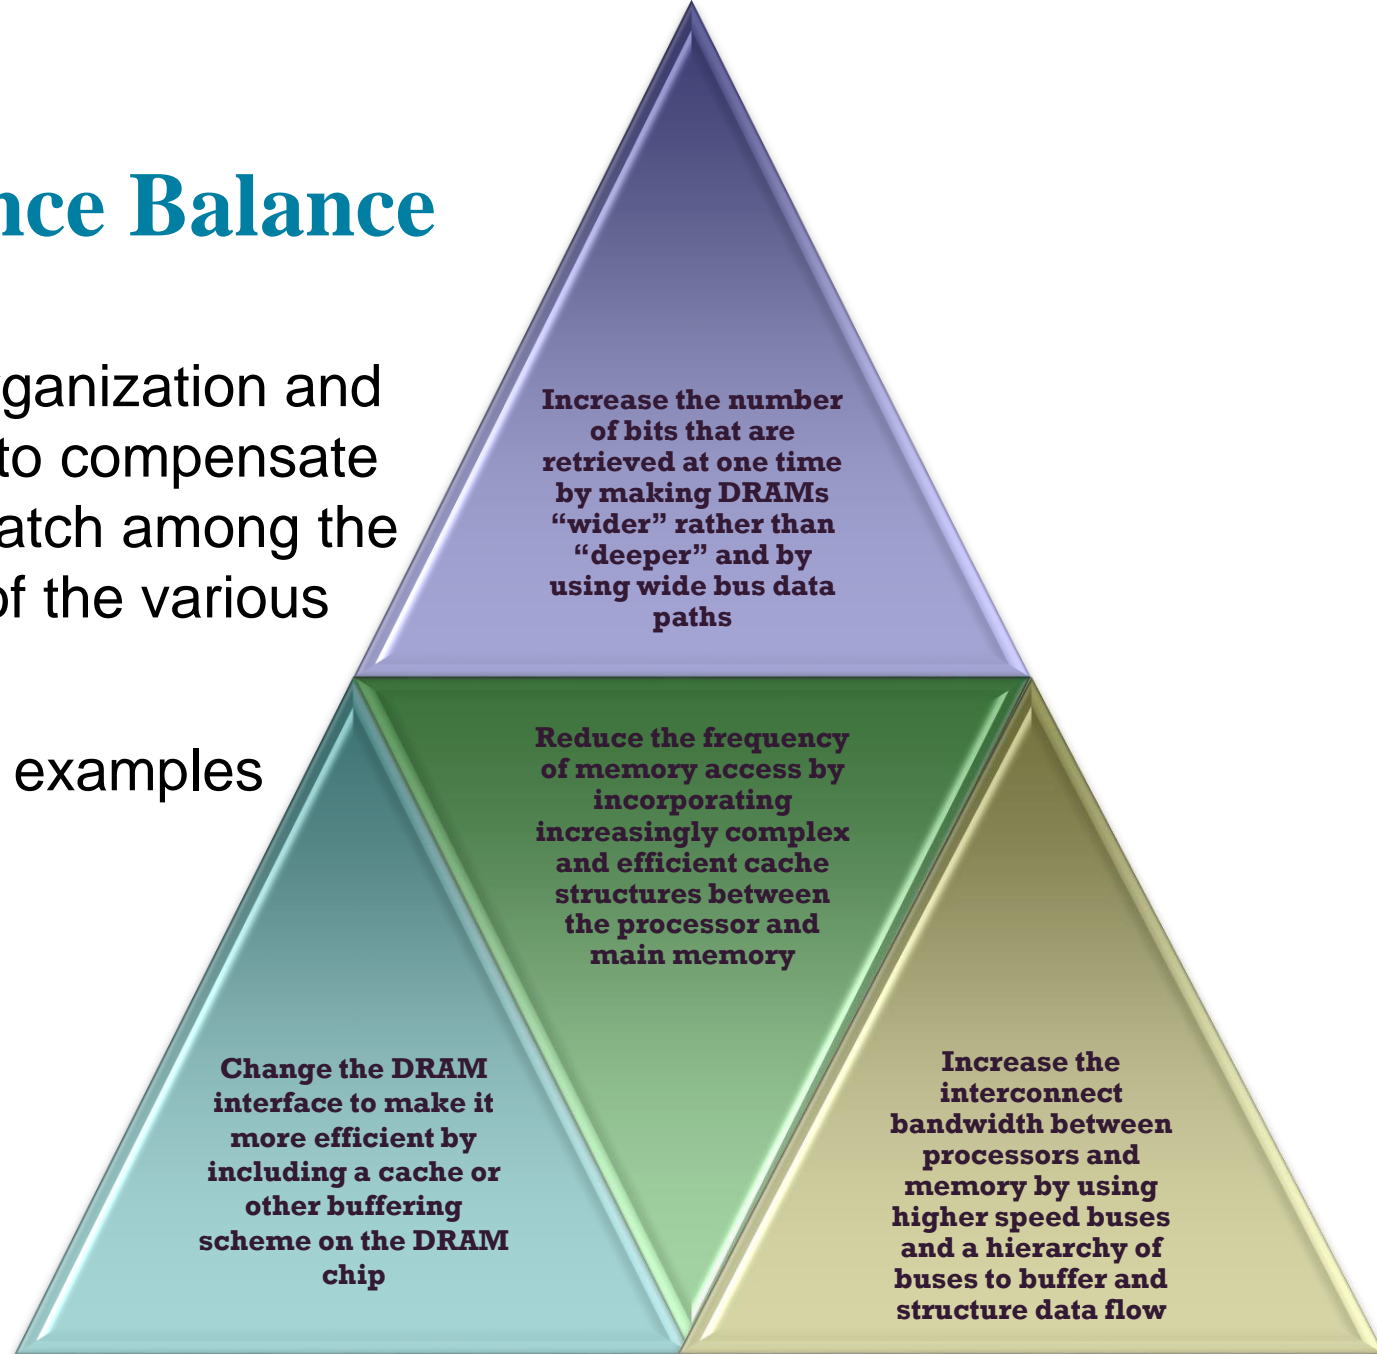 nce Balance
rganization and
to compensate
atch among the
of the various
examples
Increase the number
of bits that are
retrieved at one time
by making DRAMs
“wider” rather than
“deeper” and by
using wide bus data
paths
Reduce the frequency
of memory access by
incorporating
increasingly complex
and efficient cache
structures between
the processor and
main memory
Change the DRAM
interface to make it
more efficient by
including a cache or
other buffering
scheme on the DRAM
chip
Increase the
interconnect
bandwidth between
processors and
memory by using
higher speed buses
and a hierarchy of
buses to buffer and
structure data flow